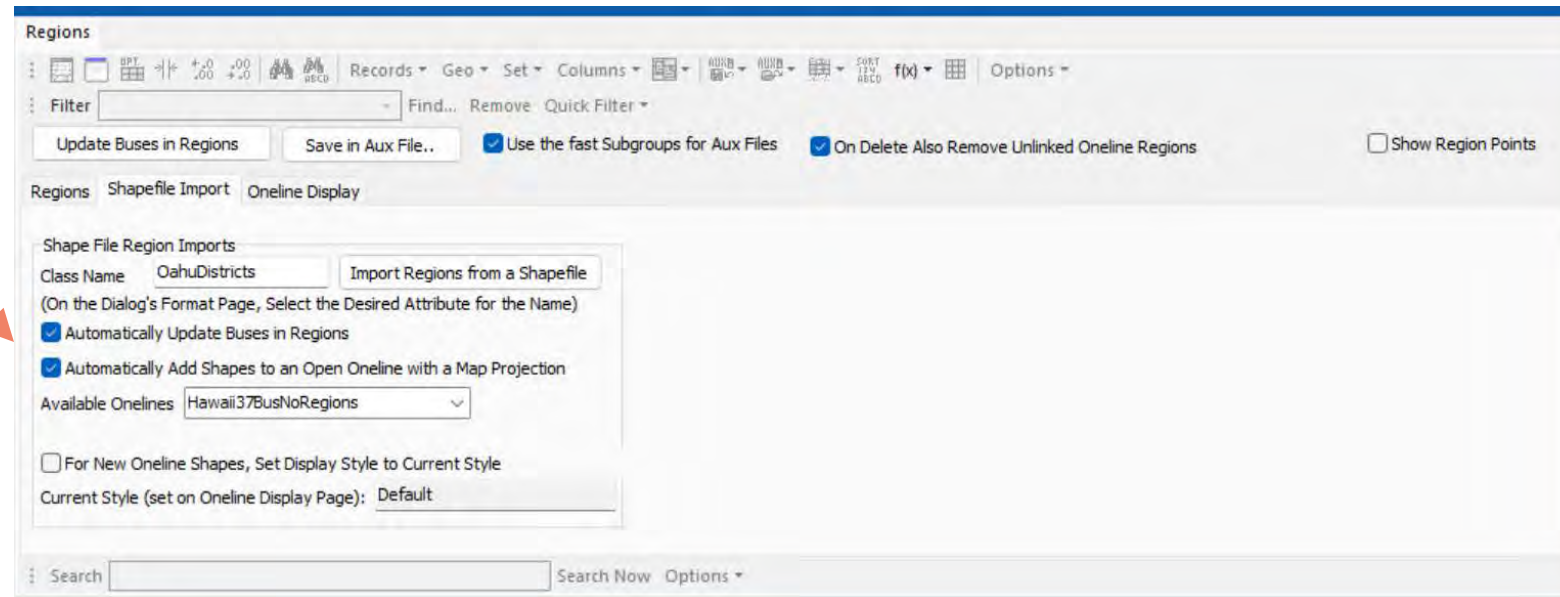 Regions
Records Geo Set Columns f(x) Options
Filter Find... Remove Quick Filter
Update Buses in Regions Save in Aux File.. Use the fast Subgroups for Aux Files On Delete Also Remove Unlinked Oneline Regions Show Region Points
Regions Shapefile Import Oneline Display
Shape File Region Imports
Class Name OahuDistricts Import Regions from a Shapefile
(On the Dialog's Format Page, Select the Desired Attribute for the Name)
Automatically Update Buses in Regions
Automatically Add Shapes to an Open Oneline with a Map Projection
Available Onelines Hawaii37BusNoRegions
For New Oneline Shapes, Set Display Style to Current Style
Current Style (set on Oneline Display Page): Default
Search Search Now Options